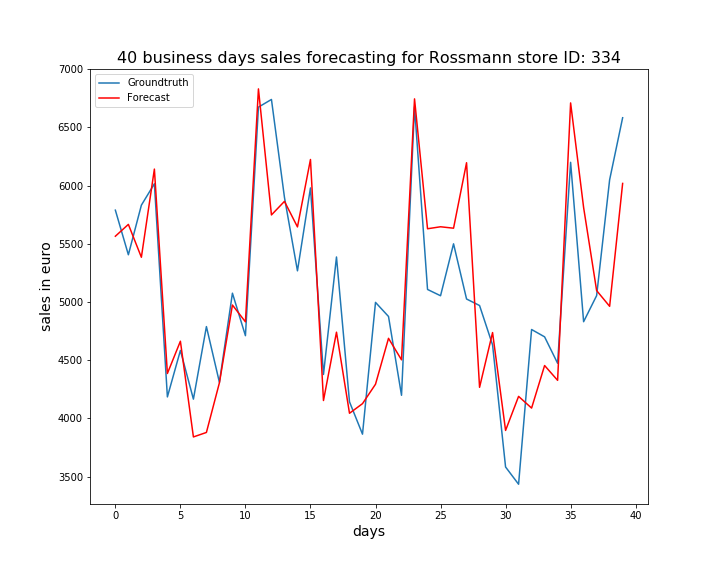 40 business days sales forecasting for Rossmann store ID: 334
Groundtruth
Forecast
7000
6500
6000
5500
5000
4500
4000
3500
sales in euro
0 5 10 15 20 25 30 35 40
days